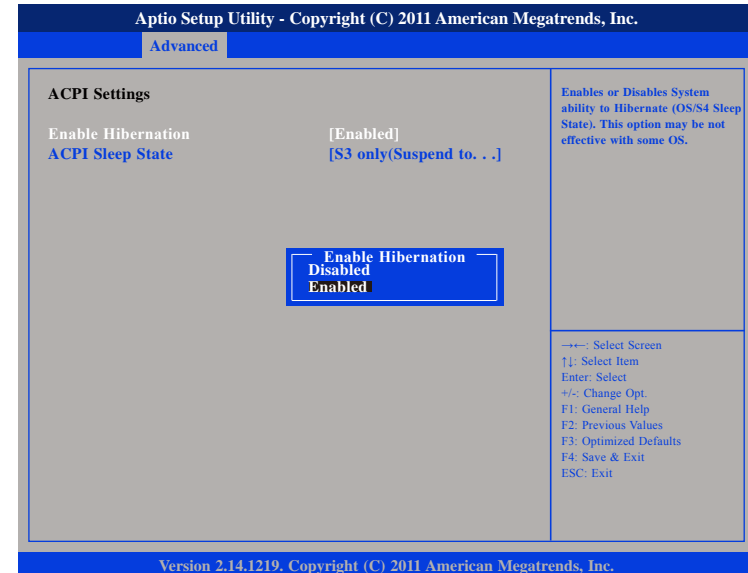 Aptio Setup Utility - Copyright (C) 2011 American Megatrends, Inc.
Advanced
ACPI Settings
Enable Hibernation [Enabled]
ACPI Sleep State [S3 only(Suspend to. . .]
Enable Hibernation
Disabled
Enabled
Enables or Disables System
ability to Hibernate (OS/S4 Sleep
State). This option may be not
effective with some OS.
→←: Select Screen
↑↓: Select Item
Enter: Select
+/-: Change Opt.
F1: General Help
F2: Previous Values
F3: Optimized Defaults
F4: Save & Exit
ESC: Exit
Version 2.14.1219. Copyright (C) 2011 American Megatrends, Inc.